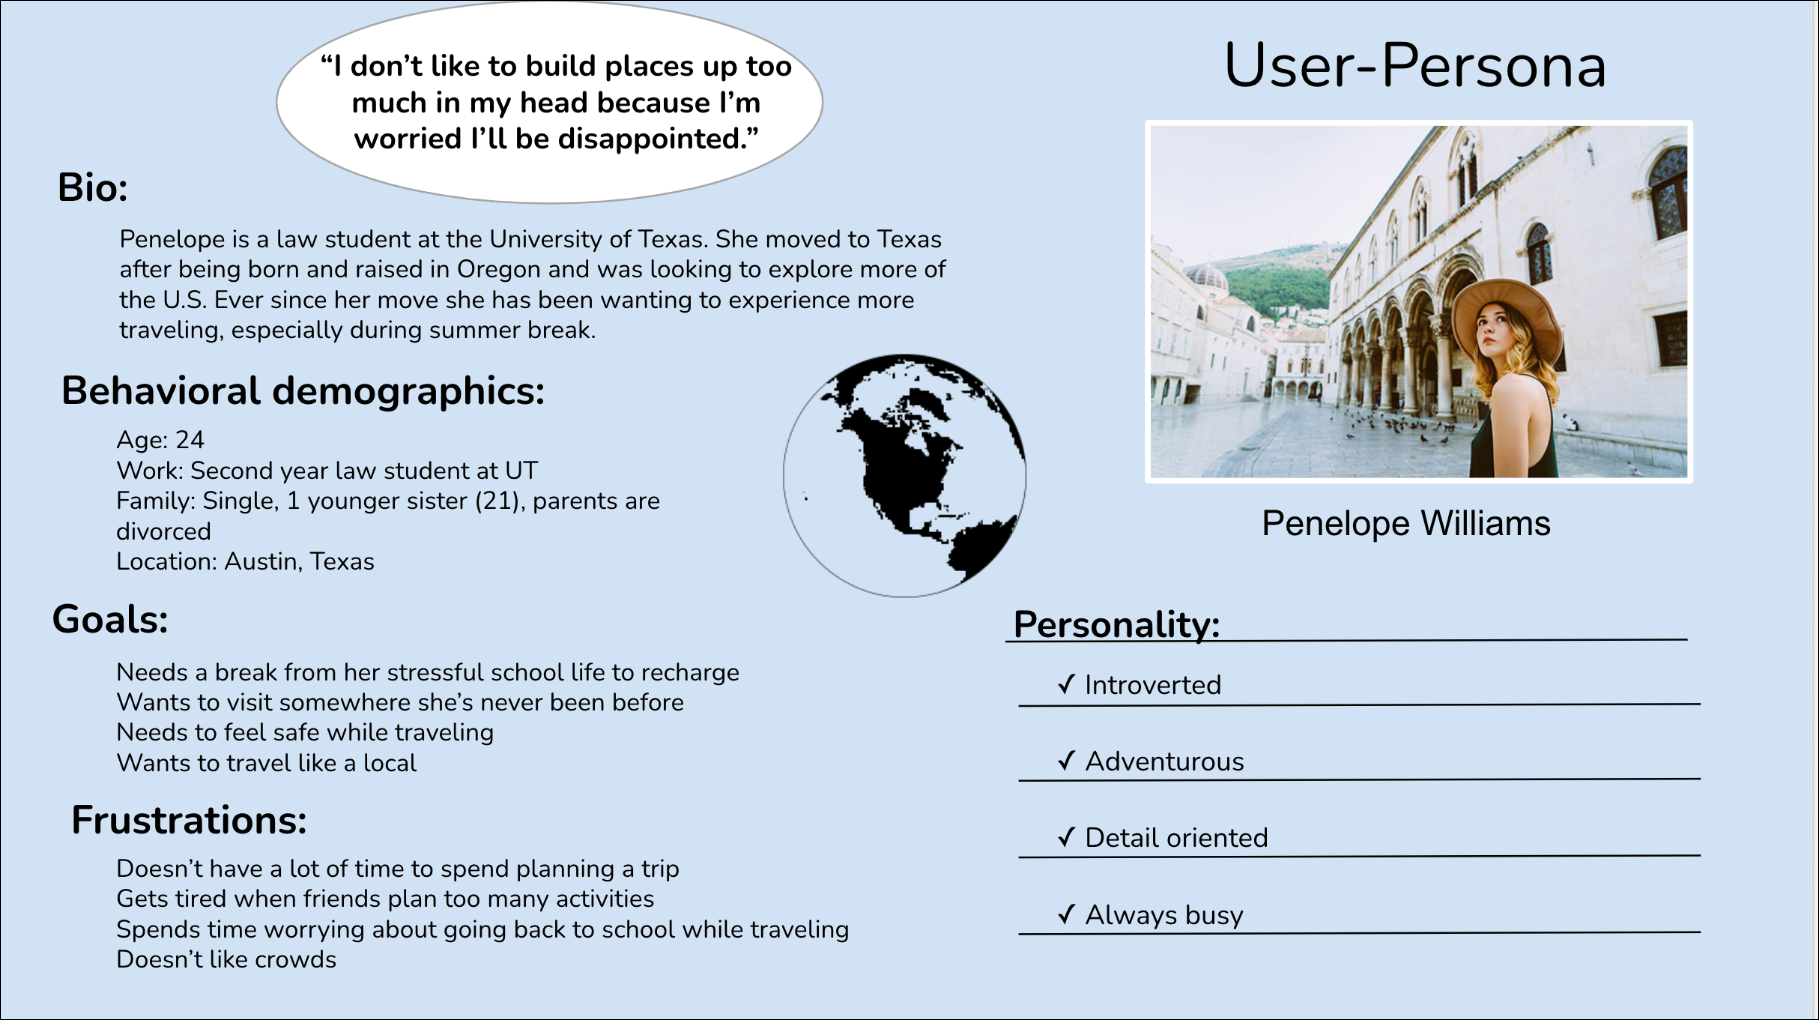 “I don’t like to build places up too
much in my head because I’m
worried I’ll be disappointed.”
User-Persona
Bio:
Penelope is a law student at the University of Texas. She moved to Texas
after being born and raised in Oregon and was looking to explore more of
the U.S. Ever since her move she has been wanting to experience more
traveling, especially during summer break.
Behavioral demographics:
Age: 24
Work: Second year law student at UT
Family: Single, 1 younger sister (21), parents are
divorced
Location: Austin, Texas
Penelope Williams
Goals:
Needs a break from her stressful school life to recharge
Wants to visit somewhere she’s never been before
Needs to feel safe while traveling
Wants to travel like a local
Frustrations:
Doesn’t have a lot of time to spend planning a trip
Gets tired when friends plan too many activities
Spends time worrying about going back to school while traveling
Doesn’t like crowds
Personality:
✓ Introverted
✓ Adventurous
✓ Detail oriented
✓ Always busy